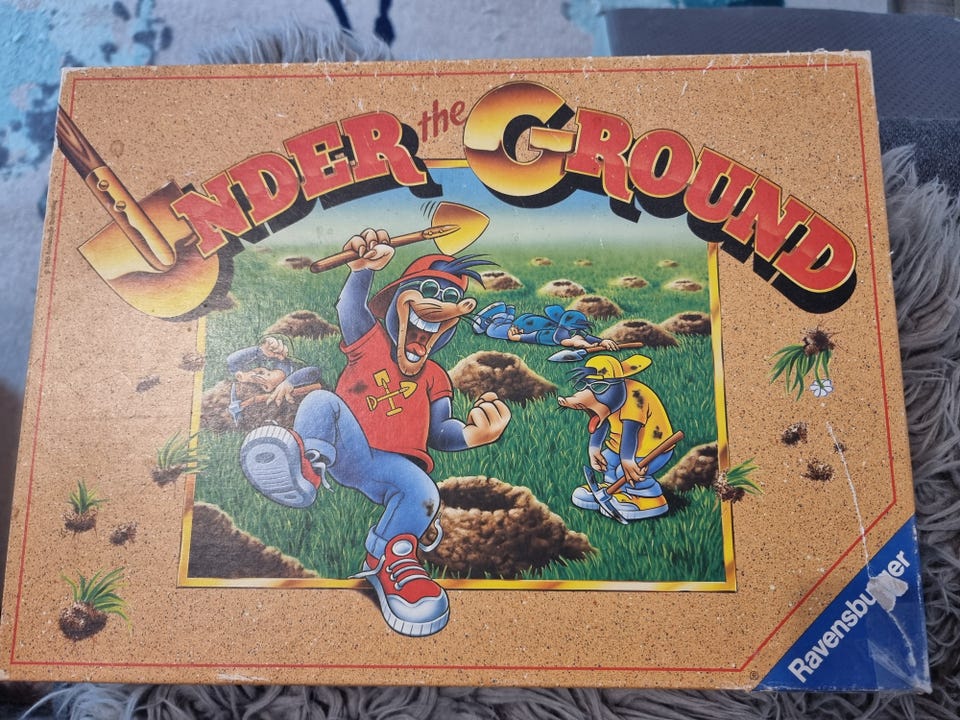 UNDER the GROUND
Ravensburger
®